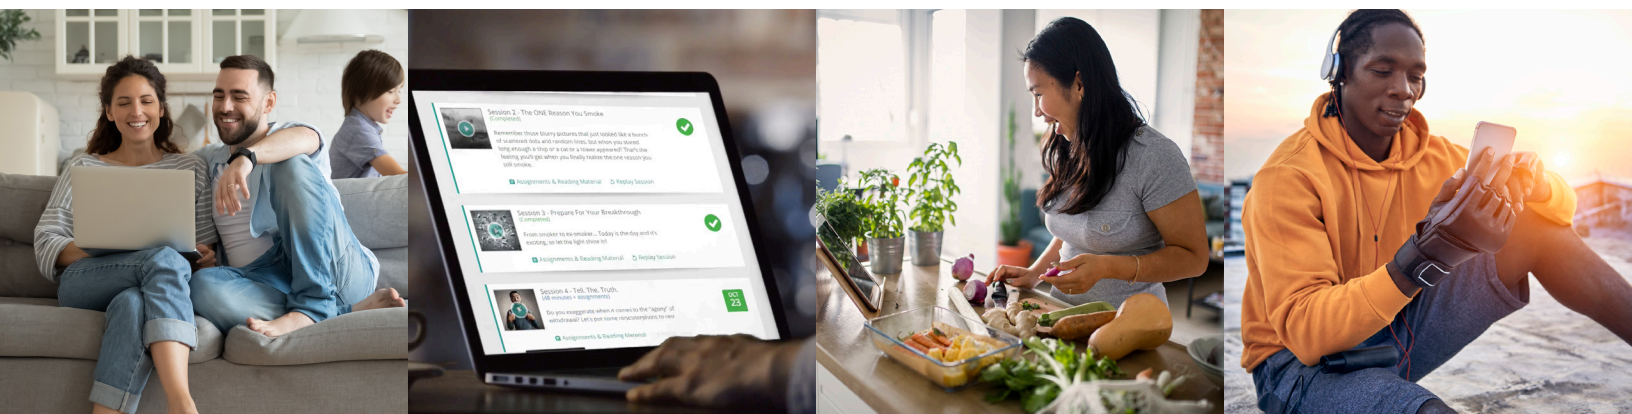 Session 2 - The ONE Reason You Smoke
(Completed)
Remember those blurry pictures that just looked like a bunch
of scattered dots and random lines, but when you stared
long enough a ship or a cat or a tower appeared? That's the
feeling you'll get when you finally realize the one reason you
still smoke.
Assignments & Reading Material Replay Session
Session 3 - Prepare For Your Breakthrough
(Completed)
From smoker to ex-smoker... Today is the day and it's
exciting, so let the light shine in!
Assignments & Reading Material Replay Session
Session 4 - Tell. The. Truth.
(48 minutes + assignments)
OCT
23
Do you exaggerate when it comes to the "agony" of
withdrawal? Let's put some misconceptions to rest
Assignments & Reading Material